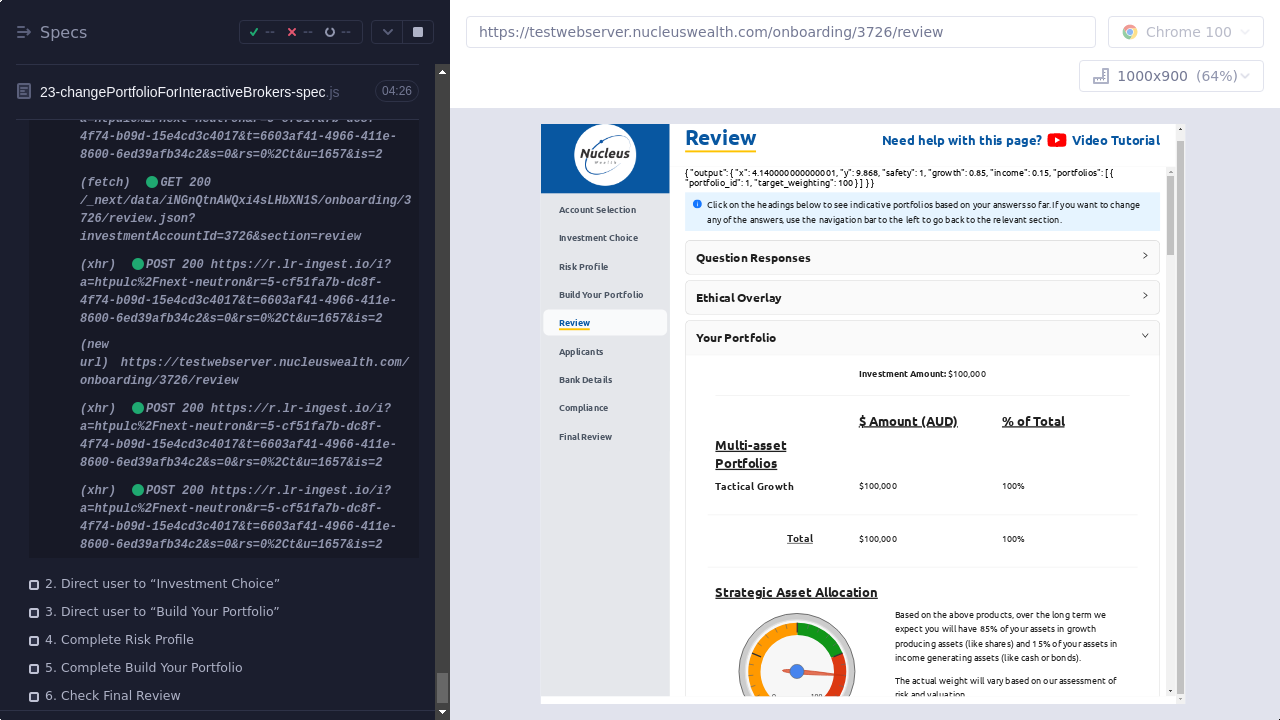 Specs
--
--
--
23-changePortfolioForInteractiveBrokers-spec.js
04:26
a=htpulc%2Fnext-neutron&r=5-cf51fa7b-dc8f-
4f74-b09d-15e4cd3c4017&t=6603af41-4966-411e-
8600-6ed39afb34c2&s=0&rs=0%2Ct&u=1657&is=2
(fetch) GET 200
/_next/data/iNGnQtnAWQxi4sLHbXN1S/onboarding/3
726/review.json?
investmentAccountId=3726&section=review
(xhr) POST 200 https://r.lr-ingest.io/i?
a=htpulc%2Fnext-neutron&r=5-cf51fa7b-dc8f-
4f74-b09d-15e4cd3c4017&t=6603af41-4966-411e-
8600-6ed39afb34c2&s=0&rs=0%2Ct&u=1657&is=2
(new
url) https://testwebserver.nucleuswealth.com/
onboarding/3726/review
(xhr) POST 200 https://r.lr-ingest.io/i?
a=htpulc%2Fnext-neutron&r=5-cf51fa7b-dc8f-
4f74-b09d-15e4cd3c4017&t=6603af41-4966-411e-
8600-6ed39afb34c2&s=0&rs=0%2Ct&u=1657&is=2
(xhr) POST 200 https://r.lr-ingest.io/i?
a=htpulc%2Fnext-neutron&r=5-cf51fa7b-dc8f-
4f74-b09d-15e4cd3c4017&t=6603af41-4966-411e-
8600-6ed39afb34c2&s=0&rs=0%2Ct&u=1657&is=2
2. Direct user to “Investment Choice”
3. Direct user to “Build Your Portfolio”
4. Complete Risk Profile
5. Complete Build Your Portfolio
6. Check Final Review
https://testwebserver.nucleuswealth.com/onboarding/3726/review
Chrome 100
1000x900 (64%)
Nucleus
Wealth
Account Selection
Investment Choice
Risk Profile
Build Your Portfolio
Review
Applicants
Bank Details
Compliance
Final Review
Review
Need help with this page? Video Tutorial
{ "output": { "x": 4.140000000000001, "y": 9.868, "safety": 1, "growth": 0.85, "income": 0.15, "portfolios": [ {
"portfolio_id": 1, "target_weighting": 100 } ] } }
Click on the headings below to see indicative portfolios based on your answers so far. If you want to change
any of the answers, use the navigation bar to the left to go back to the relevant section.
Question Responses
Ethical Overlay
Your Portfolio
Investment Amount: $100,000
$ Amount (AUD) % of Total
Multi-asset
Portfolios
Tactical Growth $100,000 100%
Total $100,000 100%
Strategic Asset Allocation
Based on the above products, over the long term we
expect you will have 85% of your assets in growth
producing assets (like shares) and 15% of your assets in
income generating assets (like cash or bonds).
The actual weight will vary based on our assessment of
risk and valuation.
0 100